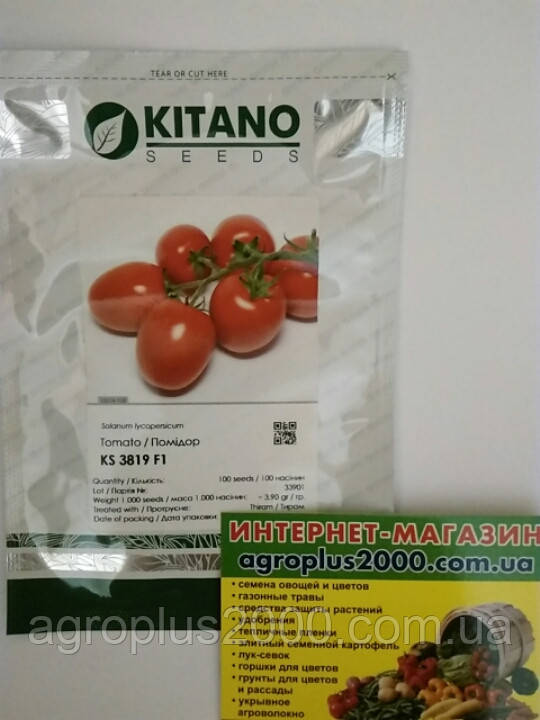 TEAR OR CUT HERE
KITANO
SEEDS
Solanum lycopersicum
Tomato / Помідор
KS 3819 F1
Quantity / Кількість: 100 seeds / 100 насінин
Lot / Партія №: 33901
Weight 1 000 seeds / маса 1 000 насінин: ~ 3,90 gr / гр.
Treated with / Протруєне: Thiram / Тирам
Date of packing / Дата упаковки:
ИНТЕРНЕТ-МАГАЗИН
agroplus2000.com.ua
• семена овощей и цветов
• газонные травы
• средства защиты растений
• удобрения
• тепличные пленки
• элитный семенной картофель
• лук-севок
• горшки для цветов
• грунты для цветов
и рассады
• укрывное
агроволокно
agroplus2000.com.ua